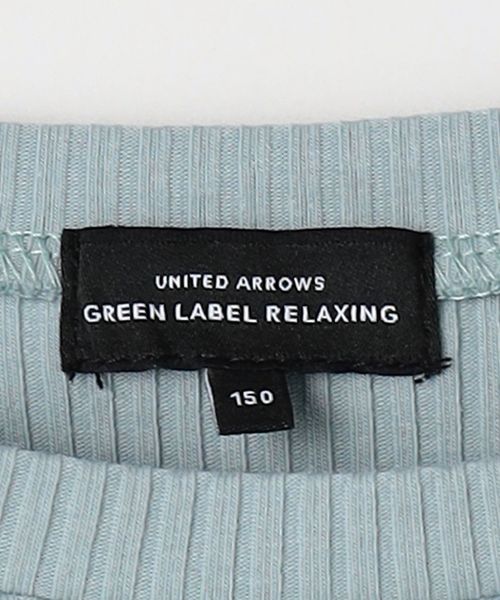 UNITED ARROWS
GREEN LABEL RELAXING
150